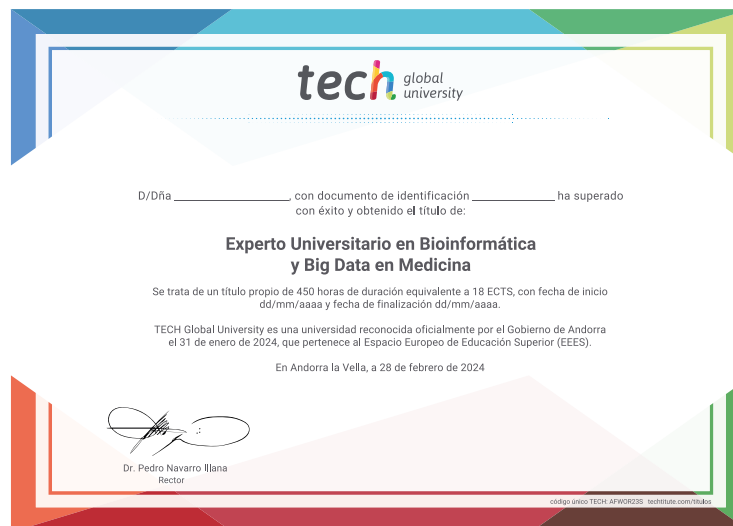 tech global university
D/Dña ____________________, con documento de identificación ______________ ha superado
con éxito y obtenido el título de:
Experto Universitario en Bioinformática
y Big Data en Medicina
Se trata de un título propio de 450 horas de duración equivalente a 18 ECTS, con fecha de inicio
dd/mm/aaaa y fecha de finalización dd/mm/aaaa.
TECH Global University es una universidad reconocida oficialmente por el Gobierno de Andorra
el 31 de enero de 2024, que pertenece al Espacio Europeo de Educación Superior (EEES).
En Andorra la Vella, a 28 de febrero de 2024
Dr. Pedro Navarro Illana
Rector
código único TECH: AFWOR23S techtitute.com/titulos